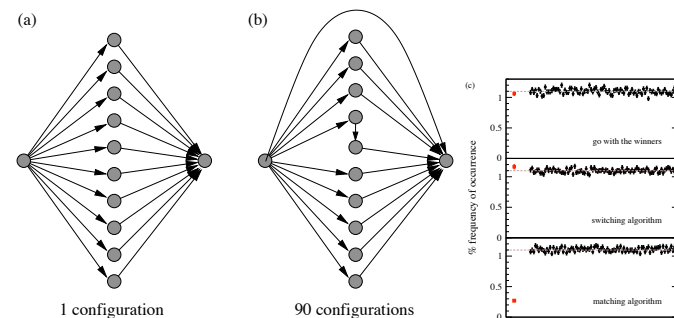 (a)
(b)
1 configuration
90 configurations
(c)
% frequency of occurrence
1
0.5
0
go with the winners
1
0.5
0
switching algorithm
1
0.5
0
matching algorithm